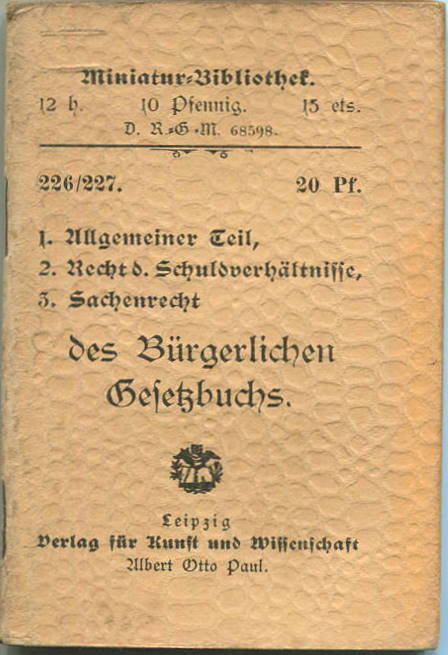 Miniatur-Bibliothek.
12 h. 10 Pfennig. 15 cts.
D. R.-G.-M. 68598.
226/227. 20 Pf.
1. Allgemeiner Teil,
2. Recht d. Schuldverhältnisse,
3. Sachenrecht
des Bürgerlichen
Gesetzbuchs.
Leipzig
Verlag für Kunst und Wissenschaft
Albert Otto Paul.